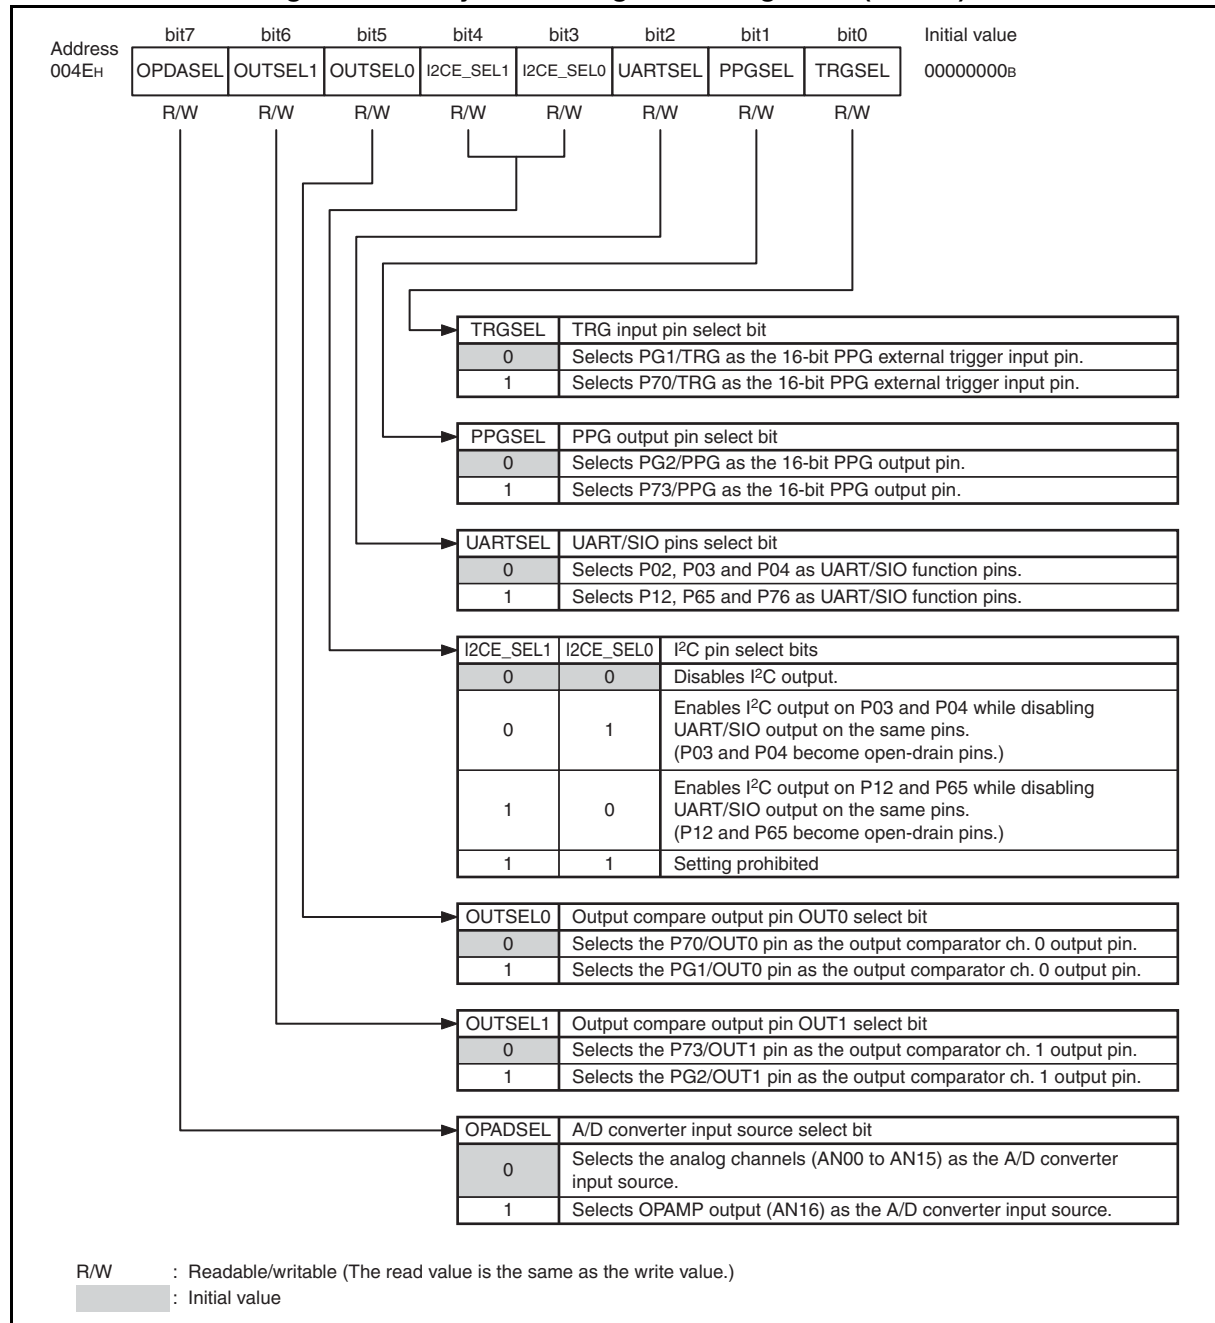 bit7 bit6 bit5 bit4 bit3 bit2 bit1 bit0 Initial value
Address
004EH OPDASEL OUTSEL1 OUTSEL0 I2CE_SEL1 I2CE_SEL0 UARTSEL PPGSEL TRGSEL 00000000B
R/W R/W R/W R/W R/W R/W R/W R/W
TRGSEL TRG input pin select bit
0 Selects PG1/TRG as the 16-bit PPG external trigger input pin.
1 Selects P70/TRG as the 16-bit PPG external trigger input pin.
PPGSEL PPG output pin select bit
0 Selects PG2/PPG as the 16-bit PPG output pin.
1 Selects P73/PPG as the 16-bit PPG output pin.
UARTSEL UART/SIO pins select bit
0 Selects P02, P03 and P04 as UART/SIO function pins.
1 Selects P12, P65 and P76 as UART/SIO function pins.
I2CE_SEL1 I2CE_SEL0 I²C pin select bits
0 0 Disables I²C output.
0 1 Enables I²C output on P03 and P04 while disabling
UART/SIO output on the same pins.
(P03 and P04 become open-drain pins.)
1 0 Enables I²C output on P12 and P65 while disabling
UART/SIO output on the same pins.
(P12 and P65 become open-drain pins.)
1 1 Setting prohibited
OUTSEL0 Output compare output pin OUT0 select bit
0 Selects the P70/OUT0 pin as the output comparator ch. 0 output pin.
1 Selects the PG1/OUT0 pin as the output comparator ch. 0 output pin.
OUTSEL1 Output compare output pin OUT1 select bit
0 Selects the P73/OUT1 pin as the output comparator ch. 1 output pin.
1 Selects the PG2/OUT1 pin as the output comparator ch. 1 output pin.
OPADSEL A/D converter input source select bit
0 Selects the analog channels (AN00 to AN15) as the A/D converter
input source.
1 Selects OPAMP output (AN16) as the A/D converter input source.
R/W : Readable/writable (The read value is the same as the write value.)
: Initial value